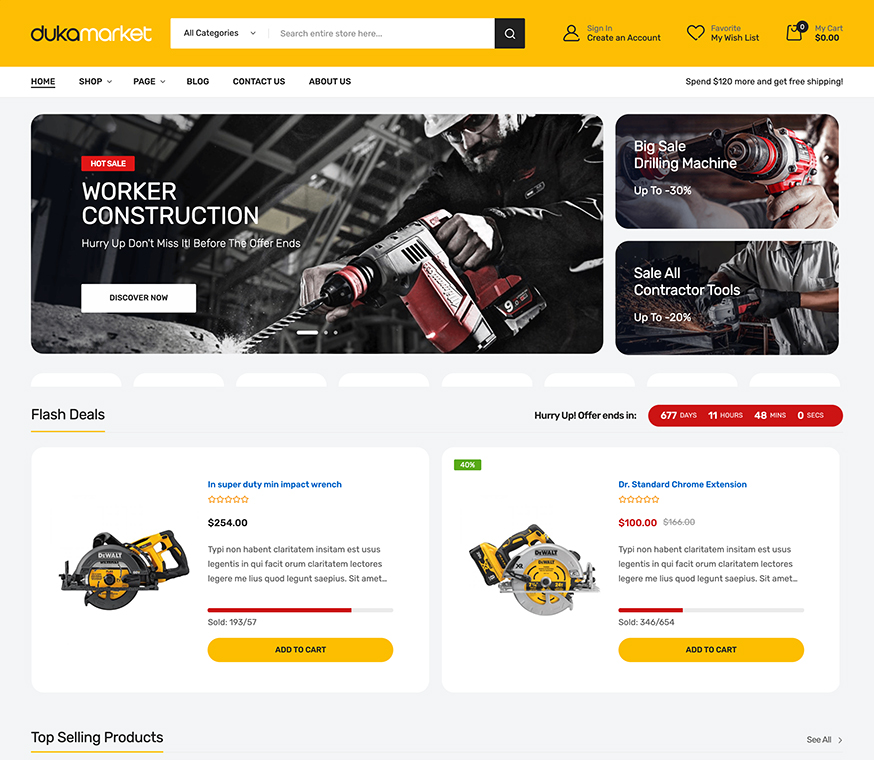 dukamarket
All Categories
Search entire store here...
Sign In
Create an Account
Favorite
My Wish List
0
My Cart
$0.00
HOME
SHOP
PAGE
BLOG
CONTACT US
ABOUT US
Spend $120 more and get free shipping!
HOT SALE
WORKER
CONSTRUCTION
Hurry Up Don't Miss It! Before The Offer Ends
DISCOVER NOW
9
Big Sale
Drilling Machine
Up To -30%
Sale All
Contractor Tools
Up To -20%
Flash Deals
Hurry Up! Offer ends in:
677 DAYS 11 HOURS 48 MINS 0 SECS
In super duty min impact wrench
$254.00
Typi non habent claritatem insitam est usus
legentis in qui facit orum claritatem lectores
legere me lius quod legunt saepius. Sit amet...
Sold: 193/57
ADD TO CART
DEWALT
40%
Dr. Standard Chrome Extension
$100.00 $166.00
Typi non habent claritatem insitam est usus
legentis in qui facit orum claritatem lectores
legere me lius quod legunt saepius. Sit amet...
Sold: 346/654
ADD TO CART
DEWALT
XR
DEWALT
Top Selling Products
See All